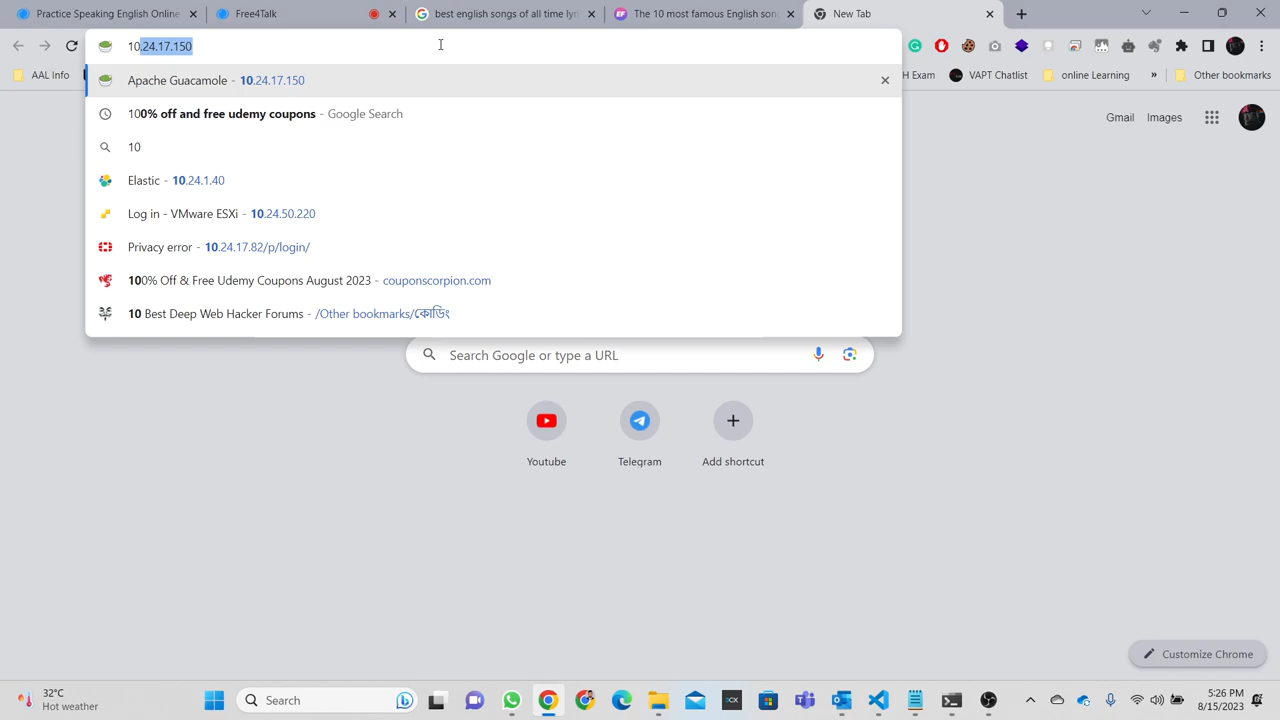 Practice Speaking English Online
Free4Talk
best english songs of all time lyri
The 10 most famous English song
New Tab
10.24.17.150
AAL Info
H Exam
VAPT Chatlist
online Learning
»
Other bookmarks
Apache Guacamole - 10.24.17.150
100% off and free udemy coupons - Google Search
10
Elastic - 10.24.1.40
Log in - VMware ESXi - 10.24.50.220
Privacy error - 10.24.17.82/p/login/
100% Off & Free Udemy Coupons August 2023 - couponscorpion.com
10 Best Deep Web Hacker Forums - /Other bookmarks/কোডিং
Gmail Images
Search Google or type a URL
Youtube
Telegram
Add shortcut
Customize Chrome
32°C
Hot weather
Search
5:26 PM
8/15/2023